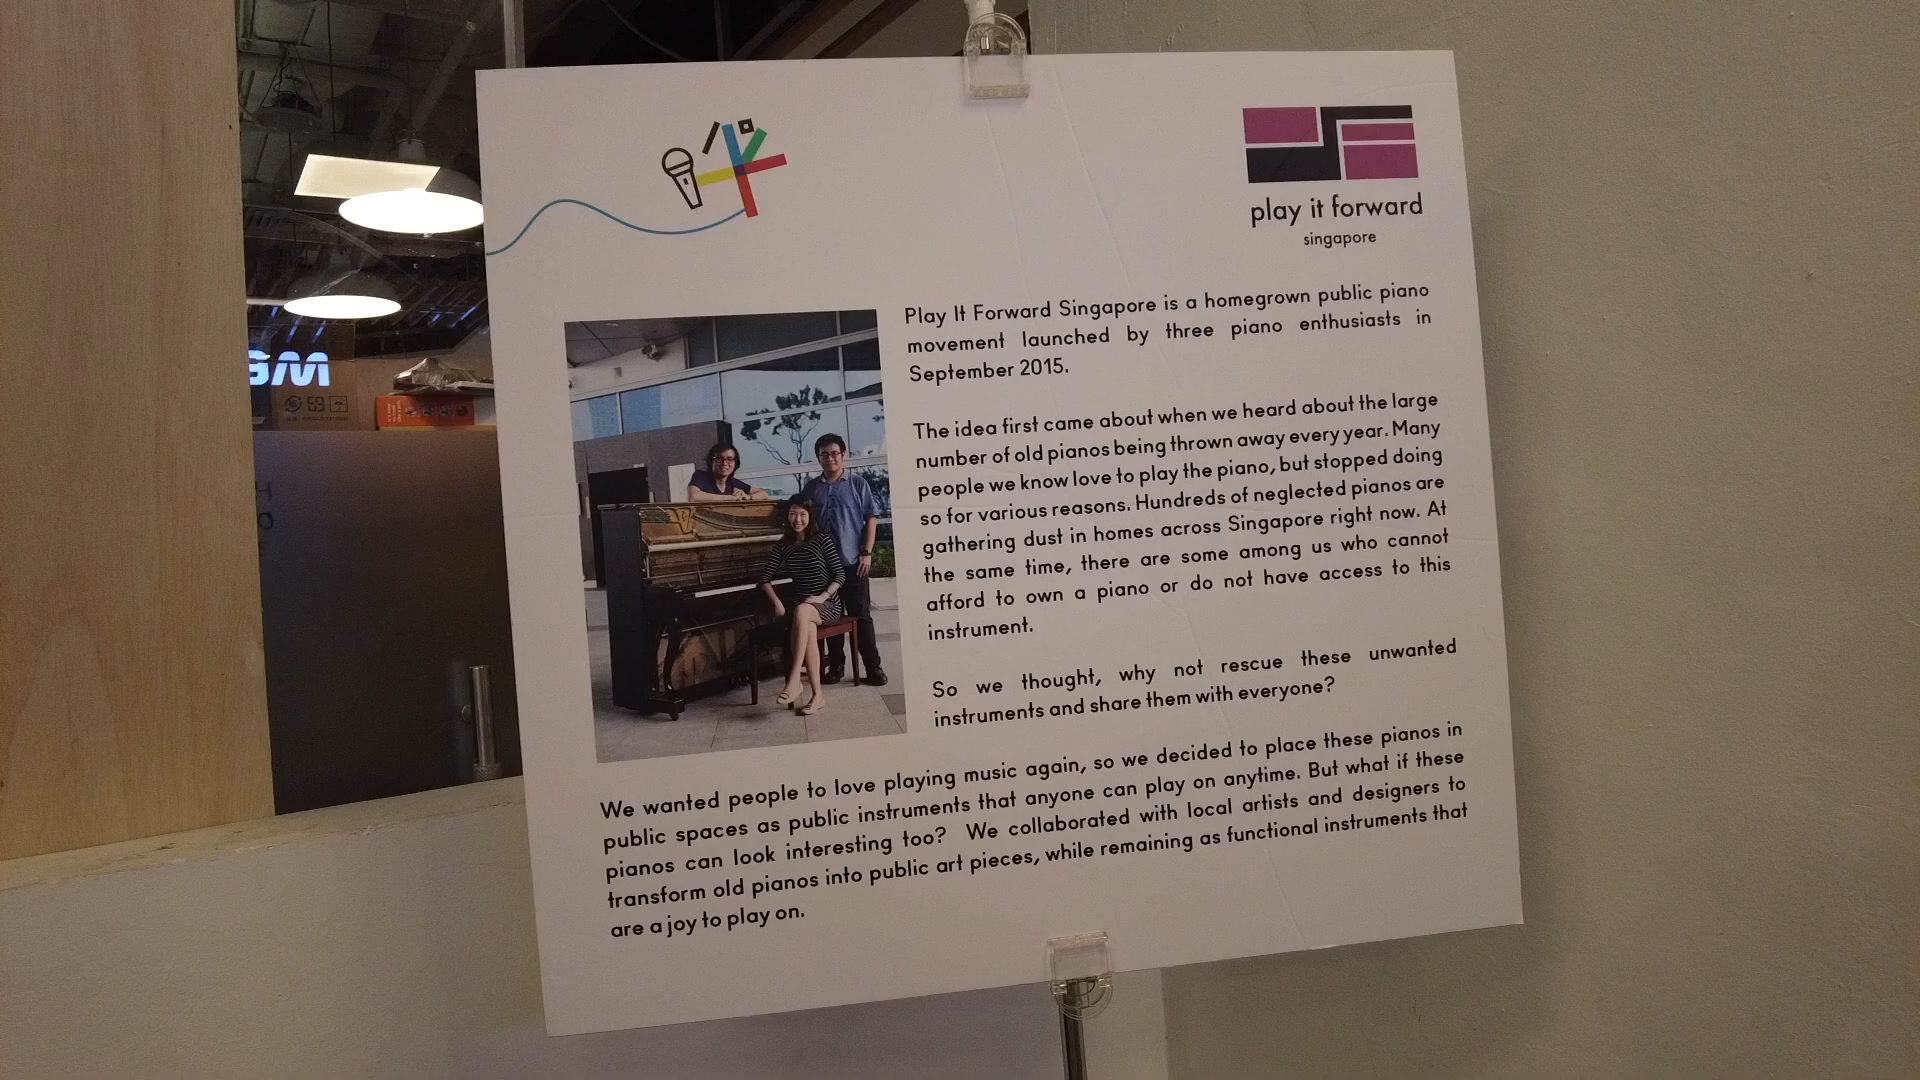 play it forward
singapore
Play It Forward Singapore is a homegrown public piano
movement launched by three piano enthusiasts in
September 2015.
The idea first came about when we heard about the large
number of old pianos being thrown away every year. Many
people we know love to play the piano, but stopped doing
so for various reasons. Hundreds of neglected pianos are
gathering dust in homes across Singapore right now. At
the same time, there are some among us who cannot
afford to own a piano or do not have access to this
instrument.
So we thought, why not rescue these unwanted
instruments and share them with everyone?
We wanted people to love playing music again, so we decided to place these pianos in
public spaces as public instruments that anyone can play on anytime. But what if these
pianos can look interesting too? We collaborated with local artists and designers to
transform old pianos into public art pieces, while remaining as functional instruments that
are a joy to play on.